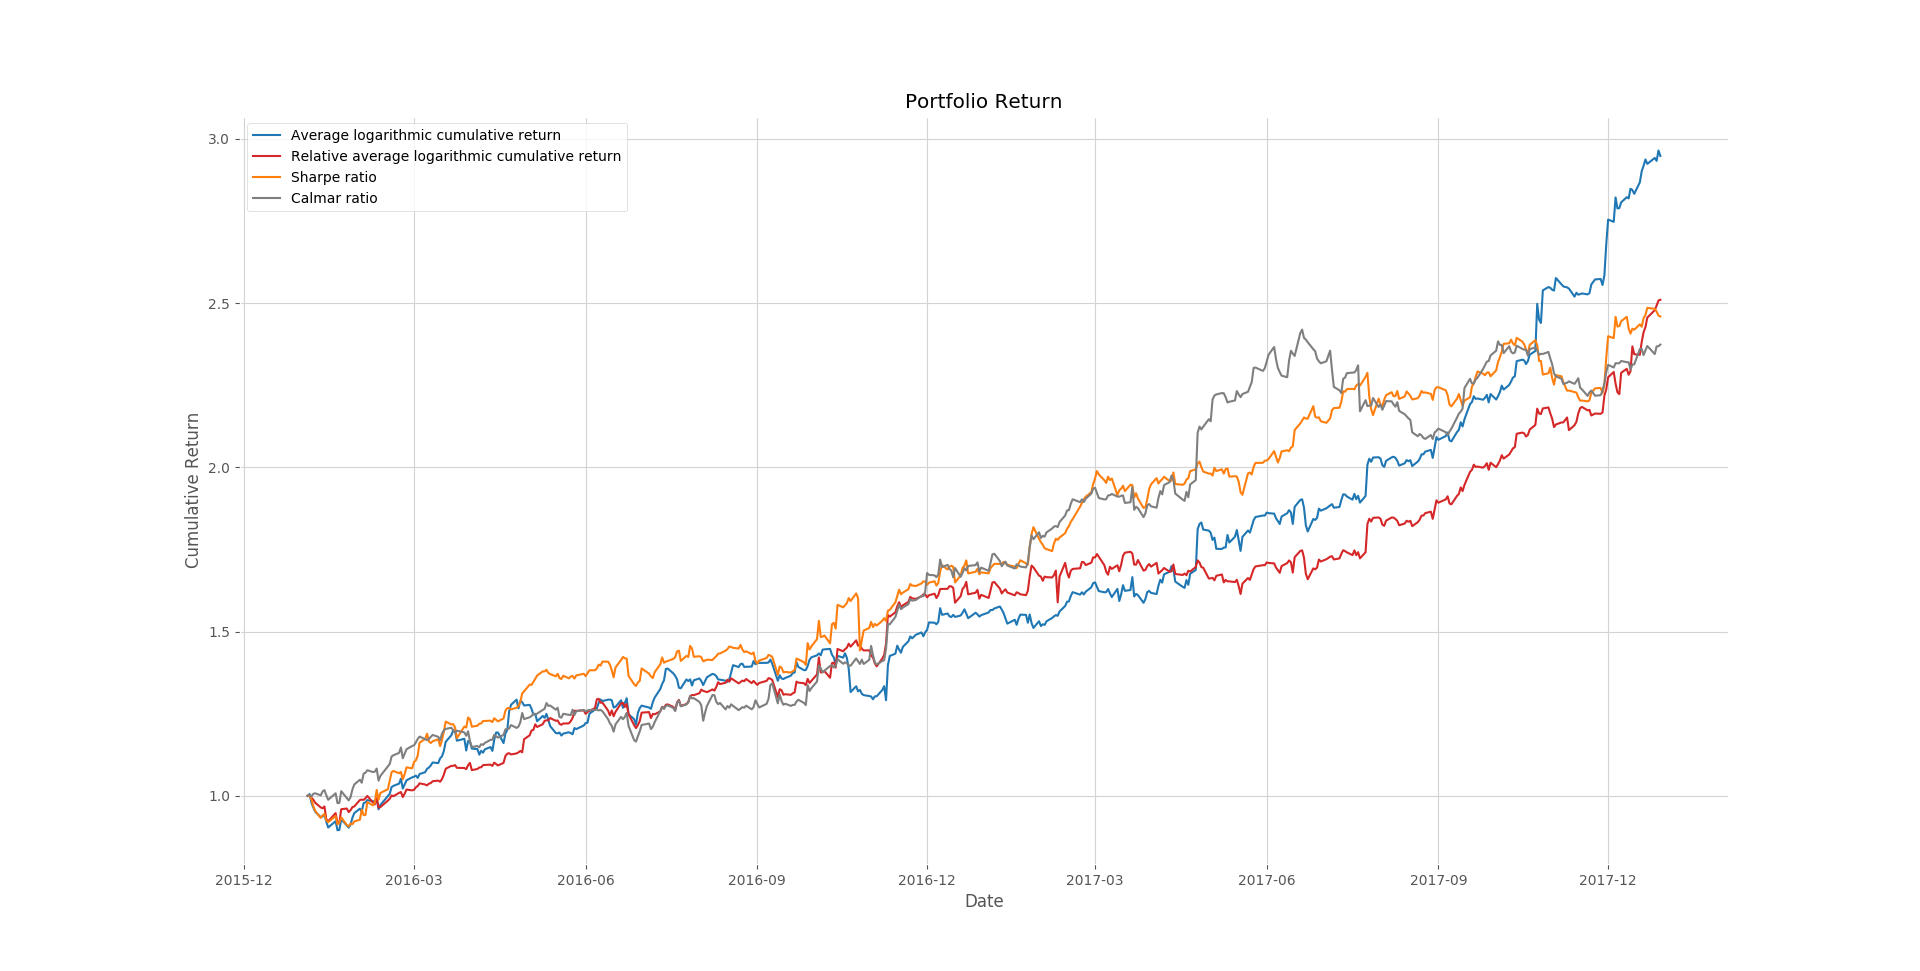 Portfolio Return
Average logarithmic cumulative return
Relative average logarithmic cumulative return
Sharpe ratio
Calmar ratio
3.0
2.5
2.0
1.5
1.0
Cumulative Return
2015-12 2016-03 2016-06 2016-09 2016-12 2017-03 2017-06 2017-09 2017-12
Date